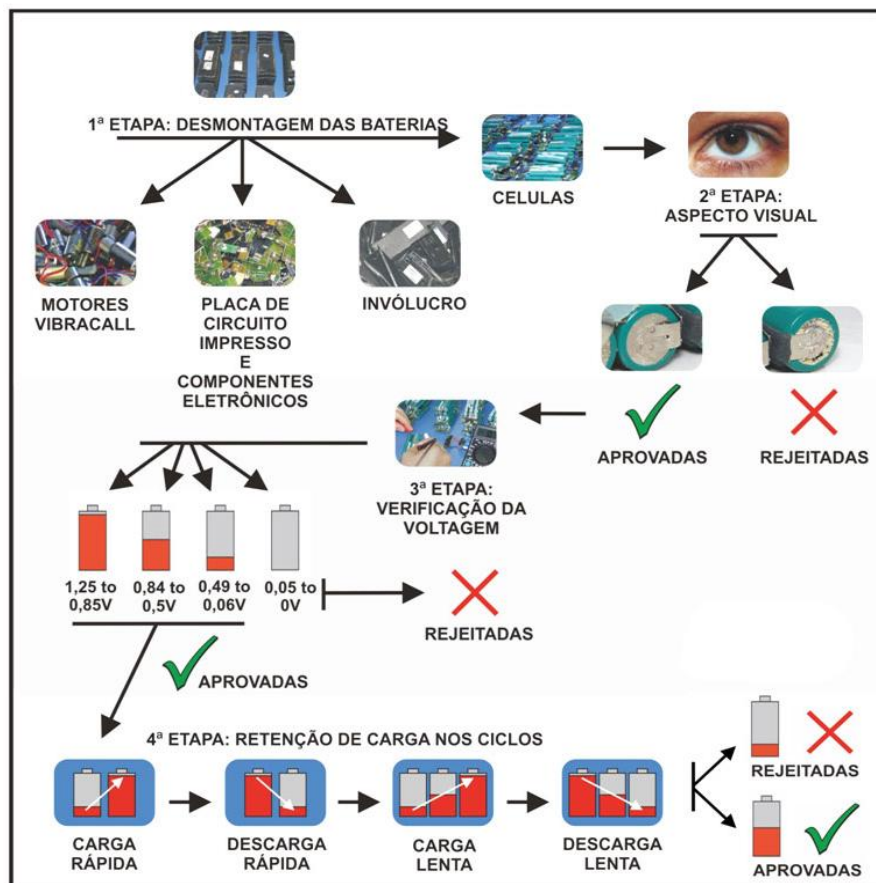 1ª ETAPA: DESMONTAGEM DAS BATERIAS
CELULAS
2ª ETAPA:
ASPECTO VISUAL
MOTORES
VIBRACALL
PLACA DE
CIRCUITO
IMPRESSO
E
COMPONENTES
ELETRÔNICOS
INVÓLUCRO
APROVADAS
REJEITADAS
3ª ETAPA:
VERIFICAÇÃO DA
VOLTAGEM
1,25 to
0,85V
0,84 to
0,5V
0,49 to
0,06V
0,05 to
0V
REJEITADAS
APROVADAS
4ª ETAPA: RETENÇÃO DE CARGA NOS CICLOS
CARGA
RÁPIDA
DESCARGA
RÁPIDA
CARGA
LENTA
DESCARGA
LENTA
REJEITADAS
APROVADAS